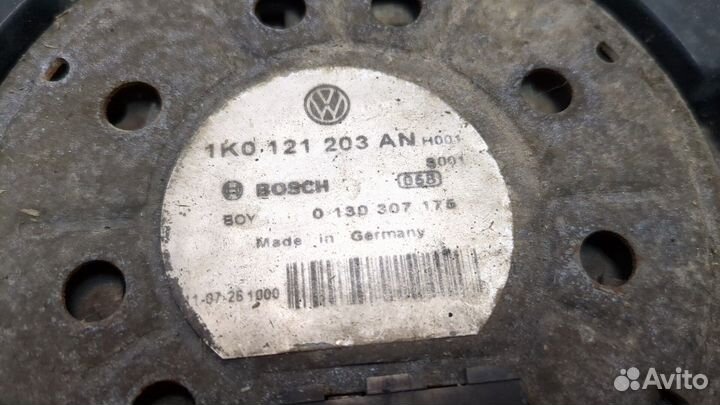 1K0 121 203 AN H001
S001
BOSCH 058
BOY 0 130 307 175
Made in Germany
11-07-26 1000
Avito